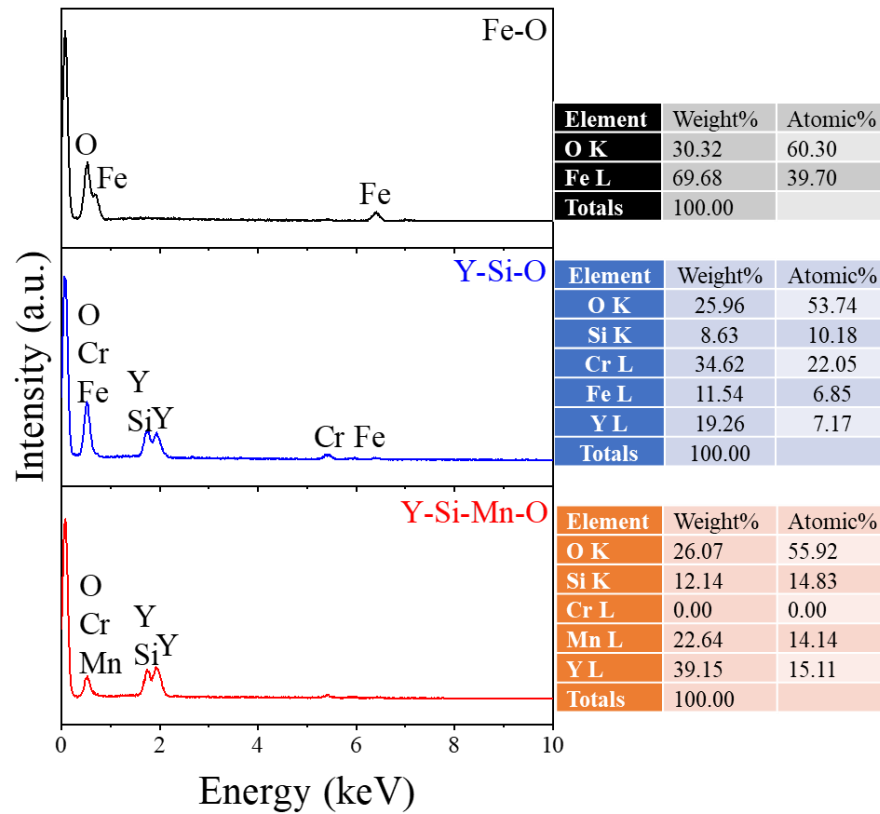 Fe-O
O
Fe
Fe
Element Weight% Atomic%
O K 30.32 60.30
Fe L 69.68 39.70
Totals 100.00
Y-Si-O
O
Cr
Fe
Y
Si Y
Cr Fe
Element Weight% Atomic%
O K 25.96 53.74
Si K 8.63 10.18
Cr L 34.62 22.05
Fe L 11.54 6.85
Y L 19.26 7.17
Totals 100.00
Y-Si-Mn-O
O
Cr
Mn
Y
Si Y
Element Weight% Atomic%
O K 26.07 55.92
Si K 12.14 14.83
Cr L 0.00 0.00
Mn L 22.64 14.14
Y L 39.15 15.11
Totals 100.00
Intensity (a.u.)
0 2 4 6 8 10
Energy (keV)